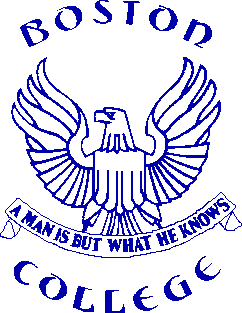 BOSTON
A MAN IS BUT WHAT HE KNOWS
COLLEGE